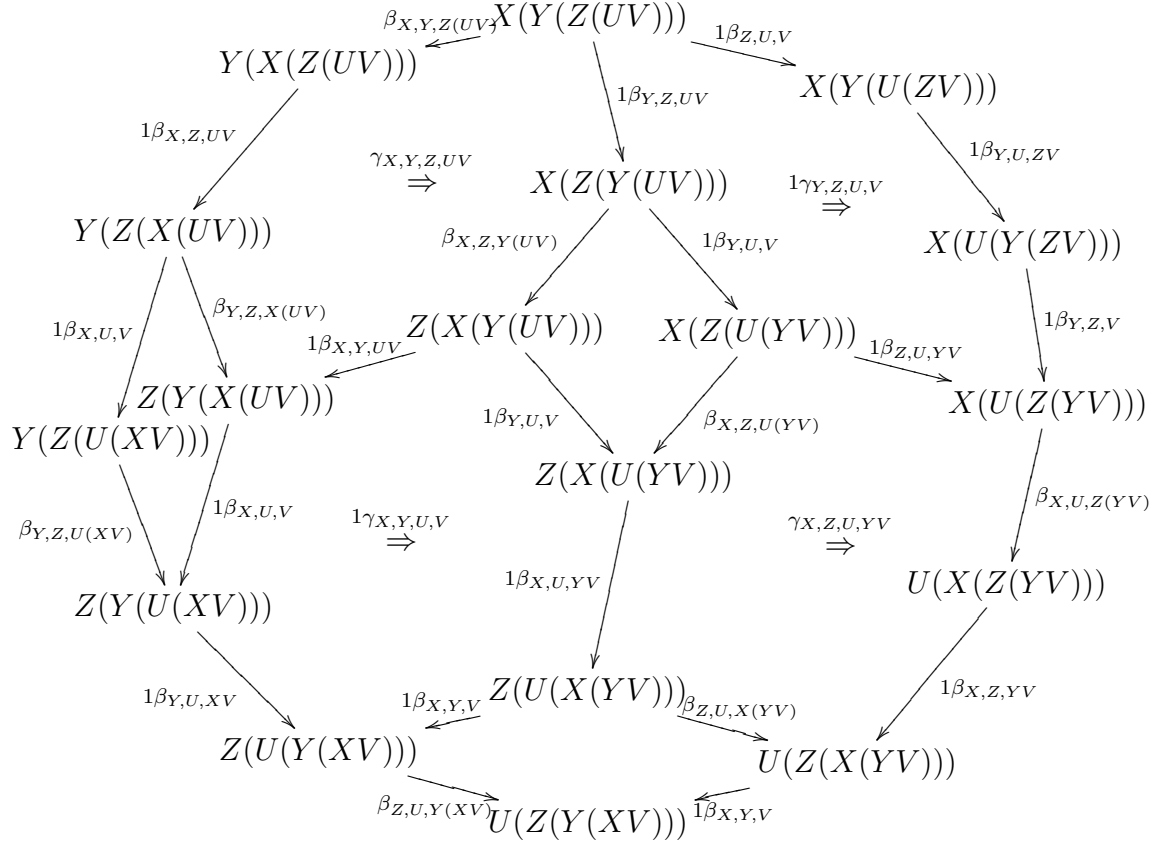 β_{X,Y,Z(UV)} X(Y(Z(UV))) 1β_{Z,U,V}
Y(X(Z(UV)))
X(Y(U(ZV)))
1β_{Y,Z,UV}
1β_{X,Z,UV} 1β_{Y,U,ZV}
γ_{X,Y,Z,UV} 1γ_{Y,Z,U,V}
⇒ X(Z(Y(UV))) ⇒
Y(Z(X(UV))) β_{X,Z,Y(UV)} 1β_{Y,U,V} X(U(Y(ZV)))
1β_{X,U,V} β_{Y,Z,X(UV)} 1β_{X,Y,UV} Z(X(Y(UV))) X(Z(U(YV))) 1β_{Z,U,YV} 1β_{Y,Z,V}
Z(Y(X(UV))) X(U(Z(YV)))
Y(Z(U(XV))) 1β_{Y,U,V} β_{X,Z,U(YV)}
Z(X(U(YV)))
β_{Y,Z,U(XV)} 1β_{X,U,V} 1γ_{X,Y,U,V} γ_{X,Z,U,YV} β_{X,U,Z(YV)}
⇒ ⇒
1β_{X,U,YV}
Z(Y(U(XV))) U(X(Z(YV)))
1β_{Y,U,XV} 1β_{X,Y,V} Z(U(X(YV))) β_{Z,U,X(YV)} 1β_{X,Z,YV}
Z(U(Y(XV))) U(Z(X(YV)))
β_{Z,U,Y(XV)} U(Z(Y(XV))) 1β_{X,Y,V}